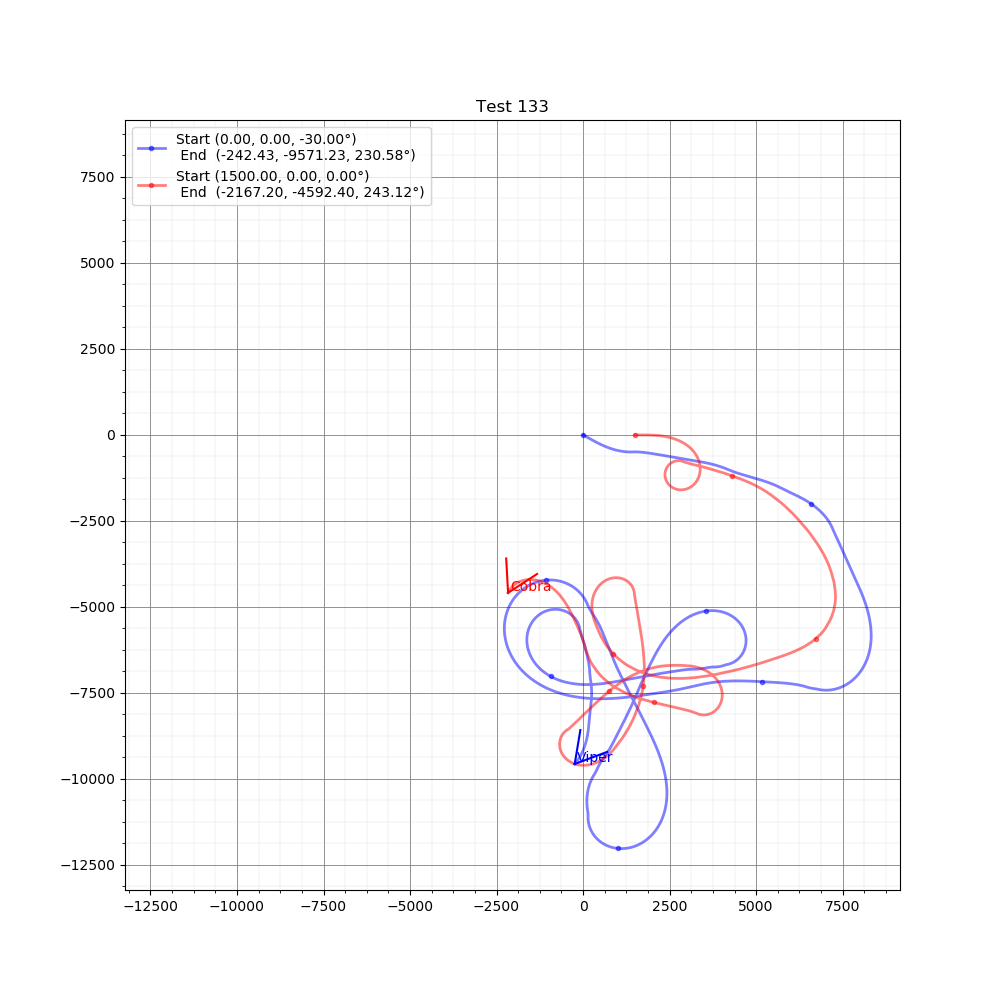 Test 133
Start (0.00, 0.00, -30.00°)
End (-242.43, -9571.23, 230.58°)
Start (1500.00, 0.00, 0.00°)
End (-2167.20, -4592.40, 243.12°)
7500
5000
2500
0
−2500
−5000
−7500
−10000
−12500
Cobra
Viper
−12500 −10000 −7500 −5000 −2500 0 2500 5000 7500